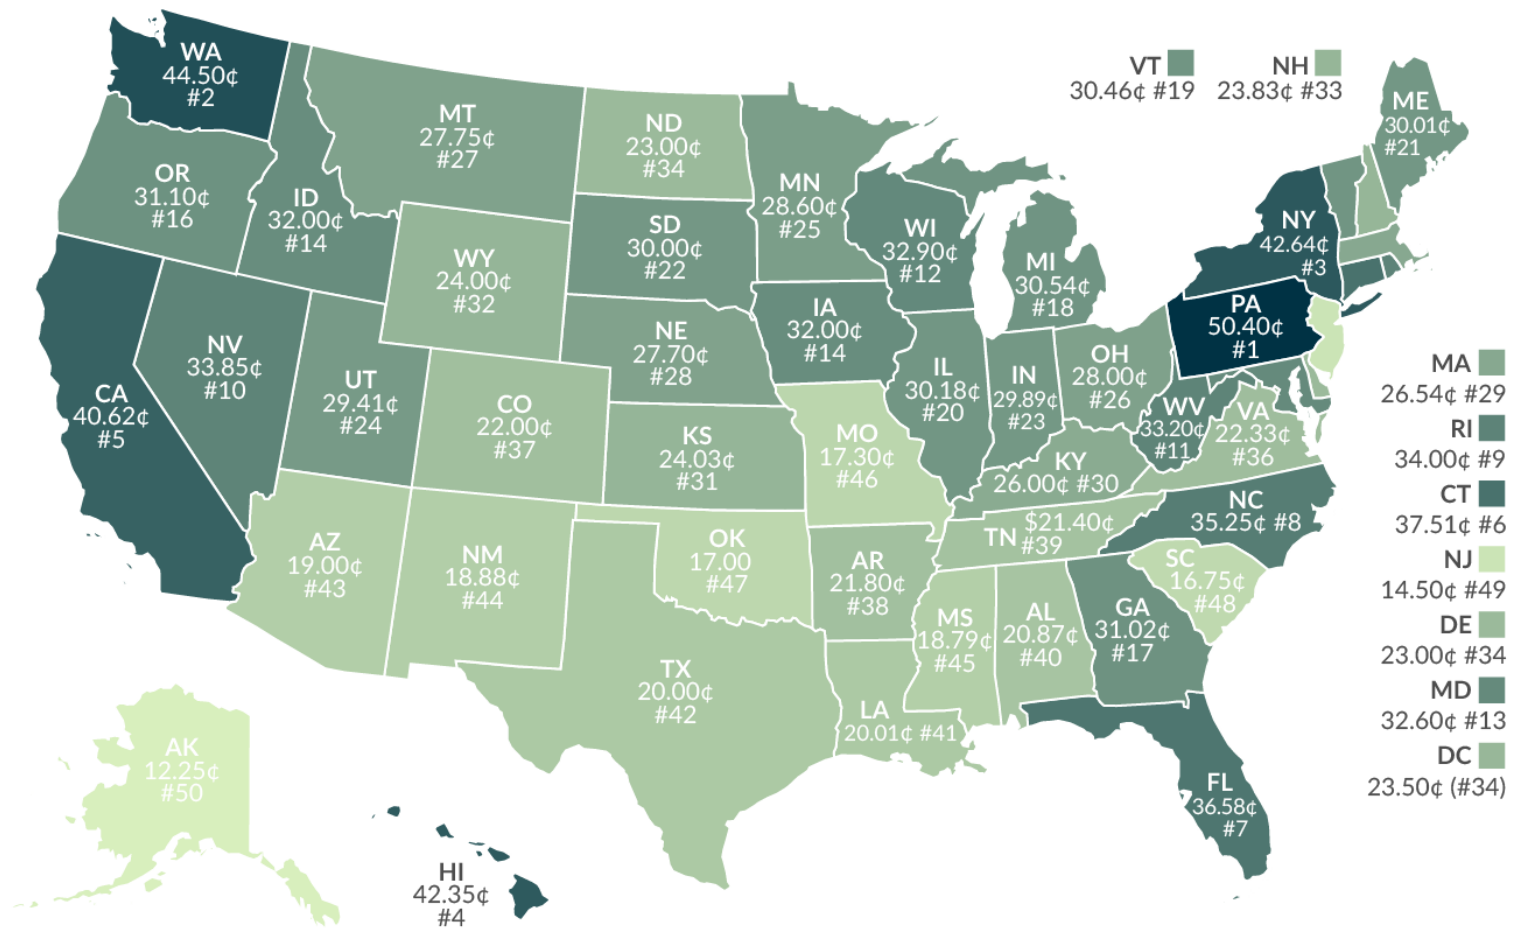 WA
44.50¢
#2
VT
30.46¢ #19
NH
23.83¢ #33
ME
30.01¢
#21
MT
27.75¢
#27
ND
23.00¢
#34
OR
31.10¢
#16
ID
32.00¢
#14
MN
28.60¢
#25
SD
30.00¢
#22
WI
32.90¢
#12
NY
42.64¢
#3
WY
24.00¢
#32
MI
30.54¢
#18
PA
50.40¢
#1
IA
32.00¢
#14
NV
33.85¢
#10
NE
27.70¢
#28
OH
28.00¢
#26
IL
30.18¢
#20
IN
29.89¢
#23
UT
29.41¢
#24
CA
40.62¢
#5
CO
22.00¢
#37
WV
33.20¢
#11
VA
22.33¢
#36
KS
24.03¢
#31
MO
17.30¢
#46
KY
26.00¢ #30
NC
35.25¢ #8
TN
$21.40¢
#39
AZ
19.00¢
#43
NM
18.88¢
#44
OK
17.00
#47
AR
21.80¢
#38
SC
16.75¢
#48
MS
18.79¢
#45
AL
20.87¢
#40
GA
31.02¢
#17
TX
20.00¢
#42
LA
20.01¢ #41
FL
36.58¢
#7
AK
12.25¢
#50
HI
42.35¢
#4
MA
26.54¢ #29
RI
34.00¢ #9
CT
37.51¢ #6
NJ
14.50¢ #49
DE
23.00¢ #34
MD
32.60¢ #13
DC
23.50¢ (#34)